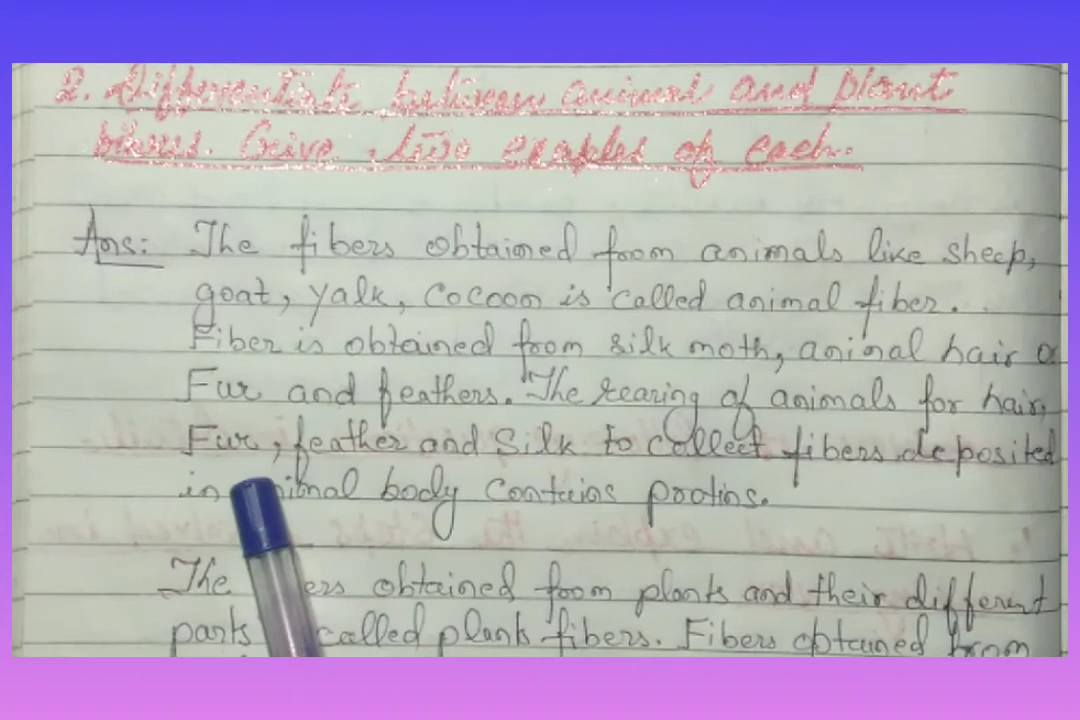 2. Differentiate between animal and plant
fibers. Give two exaples of each.
Ans: The fibers obtained from animals like sheep,
goat, yalk, cocoon is called animal fiber.
Fiber is obtained from silk moth, animal hair
Fur and feathers. The rearing of animals for hair,
Fur, feather and Silk to collect fibers deposited
in body contains protins.
The obtained from plants and their different
parts called plants fibers. Fibers obtained from